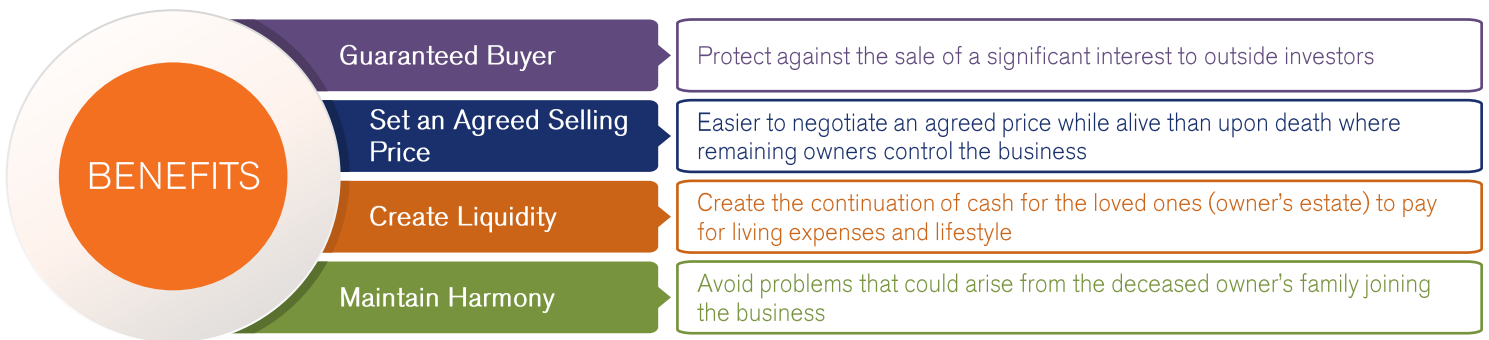 BENEFITS
Guaranteed Buyer
Protect against the sale of a significant interest to outside investors
Set an Agreed Selling
Price
Easier to negotiate an agreed price while alive than upon death where
remaining owners control the business
Create Liquidity
Create the continuation of cash for the loved ones (owner’s estate) to pay
for living expenses and lifestyle
Maintain Harmony
Avoid problems that could arise from the deceased owner’s family joining
the business